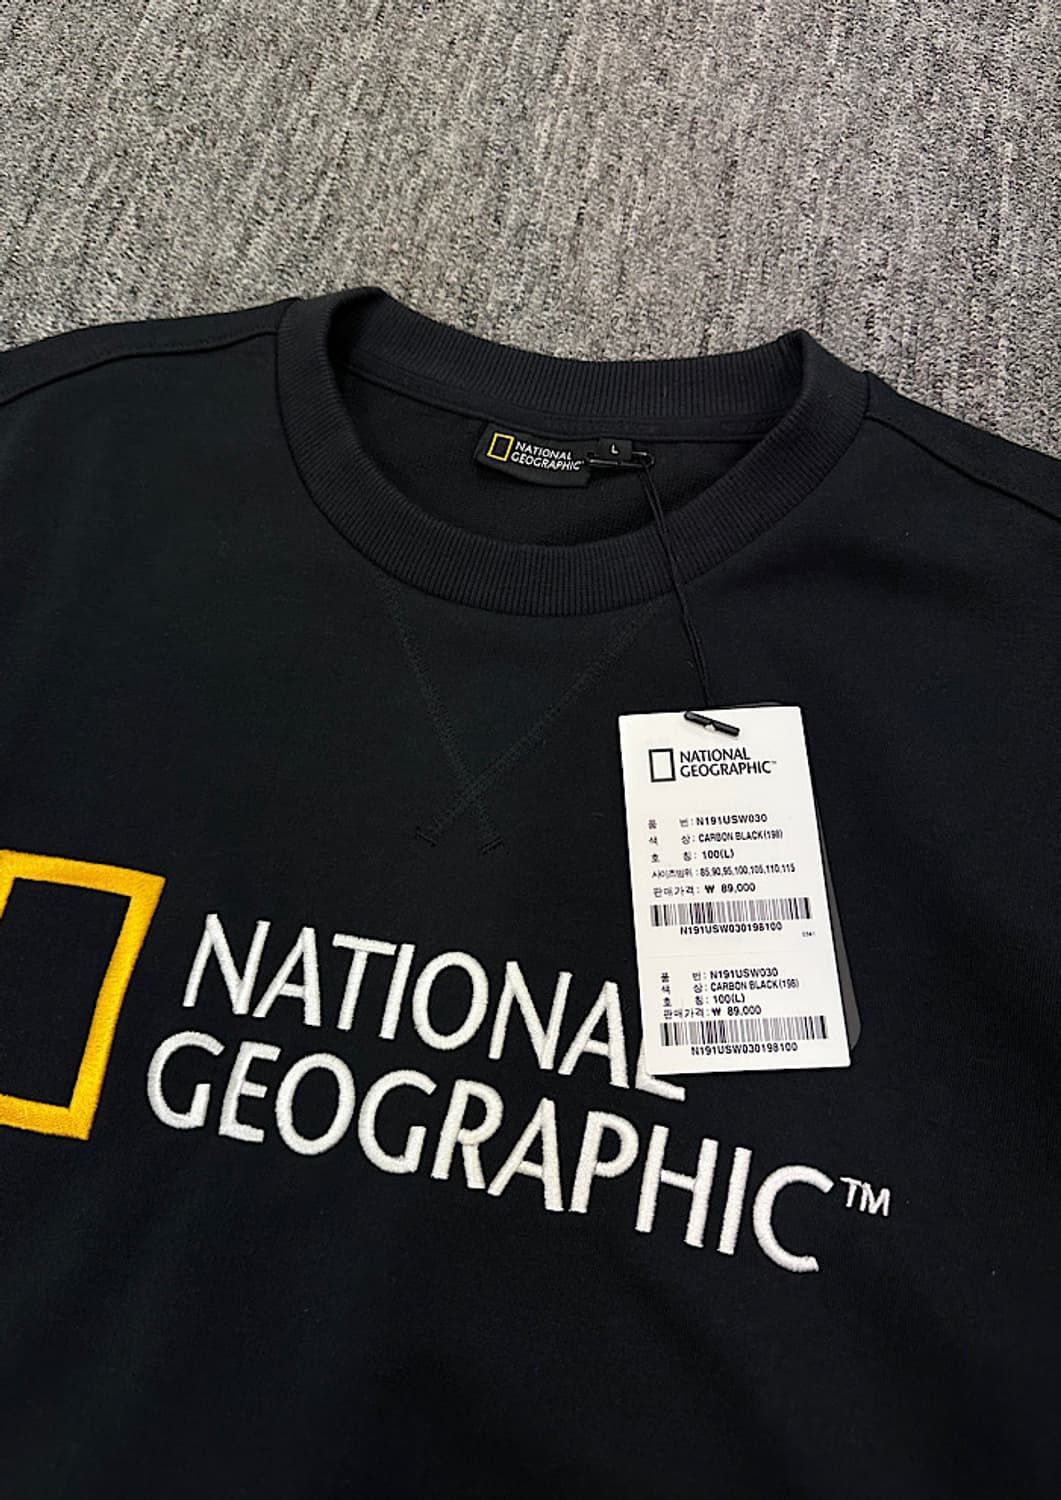 NATIONAL
GEOGRAPHIC
L
NATIONAL
GEOGRAPHIC™
품 번: N191USW030
색 상: CARBON BLACK(198)
호 칭: 100(L)
사이즈범위: 85,90,95,100,105,110,115
판매가격: ₩ 89,000
N191USW030198100
품 번: N191USW030
색 상: CARBON BLACK(198)
호 칭: 100(L)
판매가격: ₩ 89,000
N191USW030198100
NATIONAL
GEOGRAPHIC™